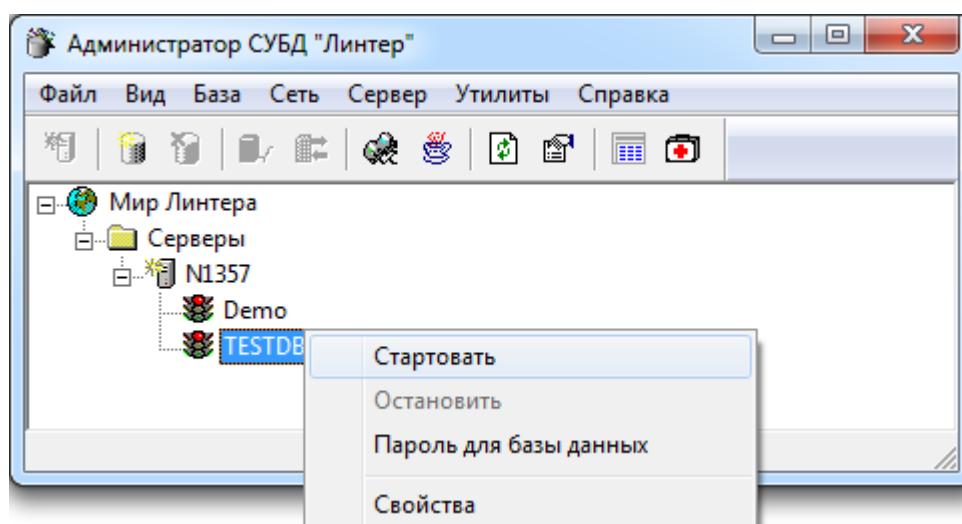 Администратор СУБД "Линтер"
Файл Вид База Сеть Сервер Утилиты Справка
Мир Линтера
Серверы
N1357
Demo
TESTDB
Стартовать
Остановить
Пароль для базы данных
Свойства